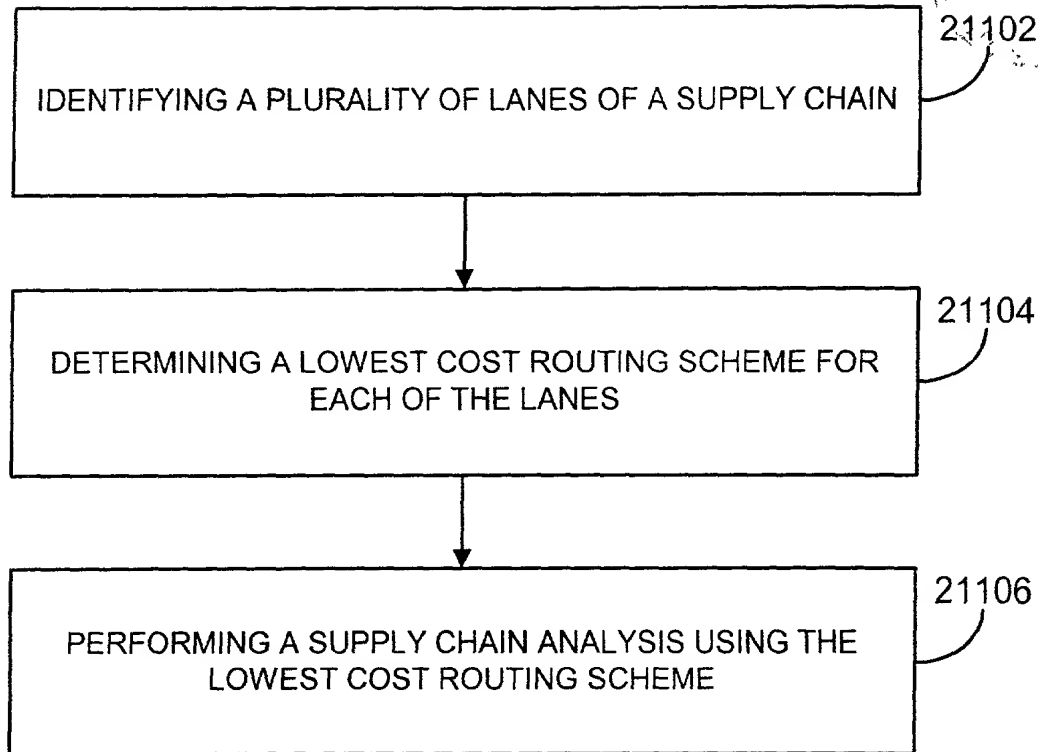 21102
IDENTIFYING A PLURALITY OF LANES OF A SUPPLY CHAIN
21104
DETERMINING A LOWEST COST ROUTING SCHEME FOR
EACH OF THE LANES
21106
PERFORMING A SUPPLY CHAIN ANALYSIS USING THE
LOWEST COST ROUTING SCHEME